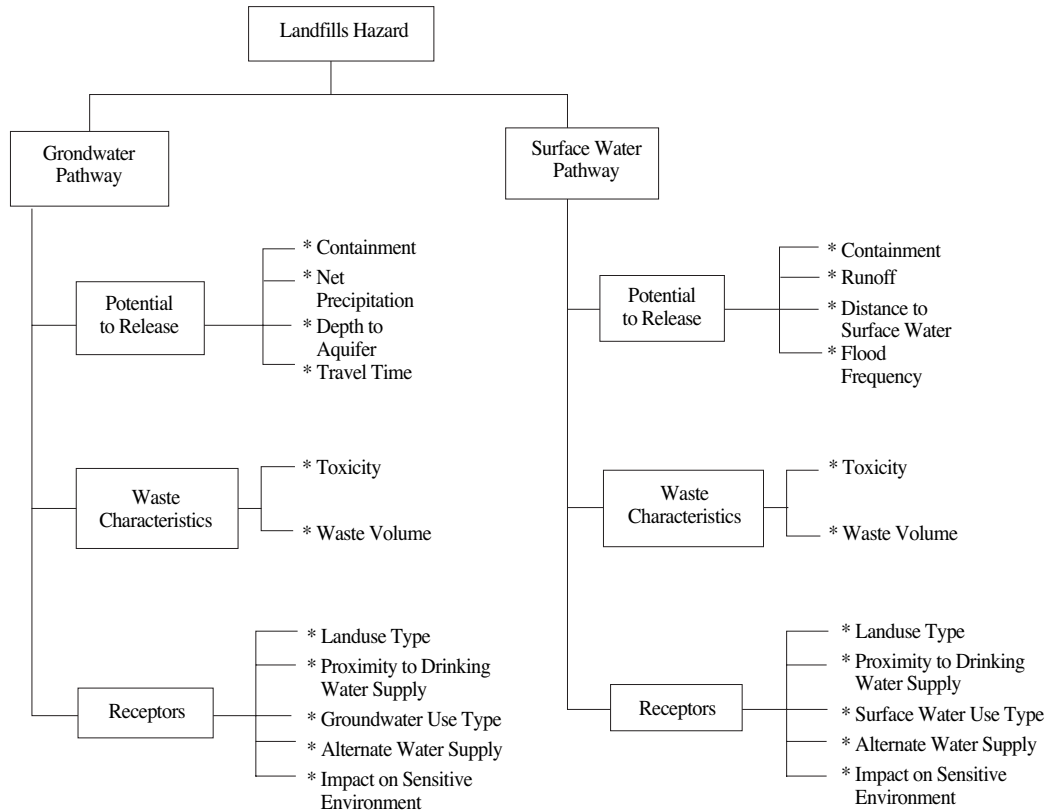 Landfills Hazard
Grondwater
Pathway
Potential
to Release
* Containment
* Net
Precipitation
* Depth to
Aquifer
* Travel Time
Waste
Characteristics
* Toxicity
* Waste Volume
Receptors
* Landuse Type
* Proximity to Drinking
Water Supply
* Groundwater Use Type
* Alternate Water Supply
* Impact on Sensitive
Environment
Surface Water
Pathway
Potential
to Release
* Containment
* Runoff
* Distance to
Surface Water
* Flood
Frequency
Waste
Characteristics
* Toxicity
* Waste Volume
Receptors
* Landuse Type
* Proximity to Drinking
Water Supply
* Surface Water Use Type
* Alternate Water Supply
* Impact on Sensitive
Environment